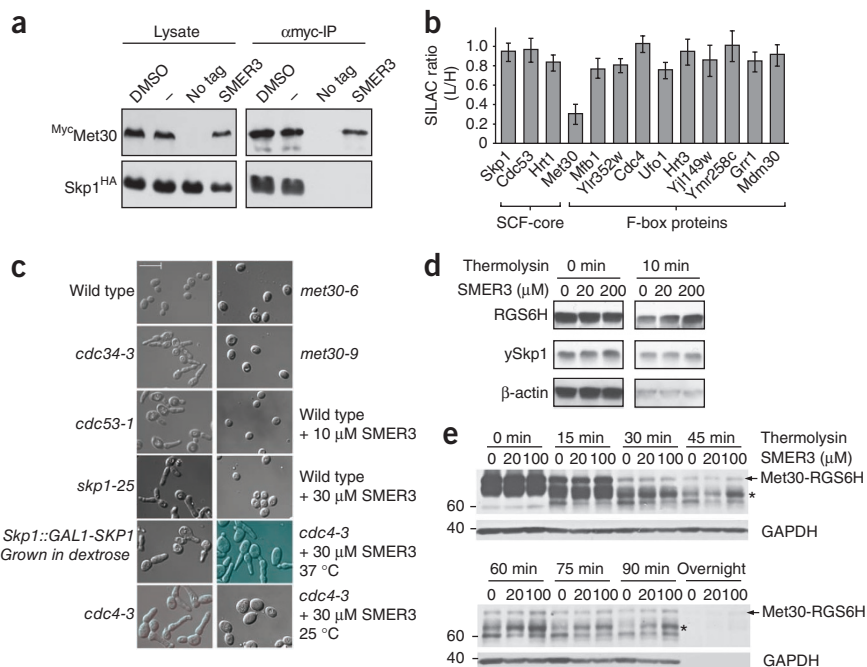 a
Lysate
αmyc-IP
DMSO
–
No tag
SMER3
DMSO
–
No tag
SMER3
MycMet30
Skp1HA
b
SILAC ratio
(L/H)
1.0
0.8
0.6
0.4
0.2
0
Skp1
Cdc53
Hrt1
Met30
Mfb1
Ylr352w
Cdc4
Ufo1
Hrt3
Yjl149w
Ymr258c
Grr1
Mdm30
SCF-core
F-box proteins
c
Wild type
met30-6
cdc34-3
met30-9
cdc53-1
Wild type
+ 10 μM SMER3
skp1-25
Wild type
+ 30 μM SMER3
Skp1::GAL1-SKP1
Grown in dextrose
cdc4-3
+ 30 μM SMER3
37 °C
cdc4-3
cdc4-3
+ 30 μM SMER3
25 °C
d
Thermolysin 0 min 10 min
SMER3 (μM) 0 20 200 0 20 200
RGS6H
ySkp1
β-actin
e
0 min 15 min 30 min 45 min Thermolysin
0 20 100 0 20 100 0 20 100 0 20 100 SMER3 (μM)
Met30-RGS6H
*
60
40
GAPDH
60 min 75 min 90 min Overnight
0 20 100 0 20 100 0 20 100 0 20 100
Met30-RGS6H
*
60
40
GAPDH